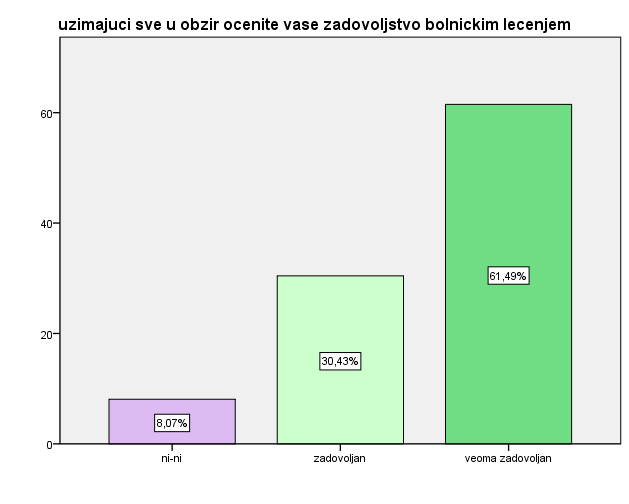 uzimajuci sve u obzir ocenite vase zadovoljstvo bolnickim lecenjem
60
40
20
0
61,49%
30,43%
8,07%
ni-ni
zadovoljan
veoma zadovoljan